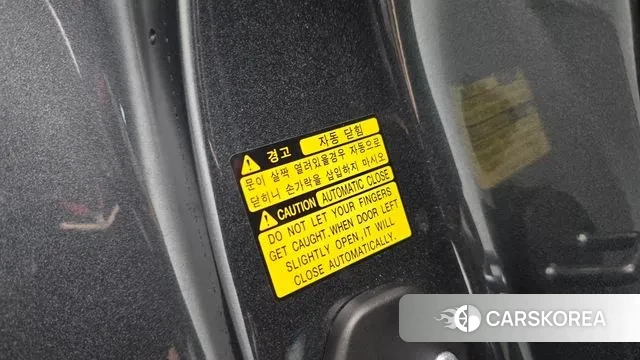 경고 자동 닫힘
문이 살짝 열려있을경우 자동으로
닫히니 손가락을 삽입하지 마시오
CAUTION AUTOMATIC CLOSE
DO NOT LET YOUR FINGERS
GET CAUGHT.WHEN DOOR LEFT
SLIGHTLY OPEN,IT WILL
CLOSE AUTOMATICALLY.
CARSKOREA